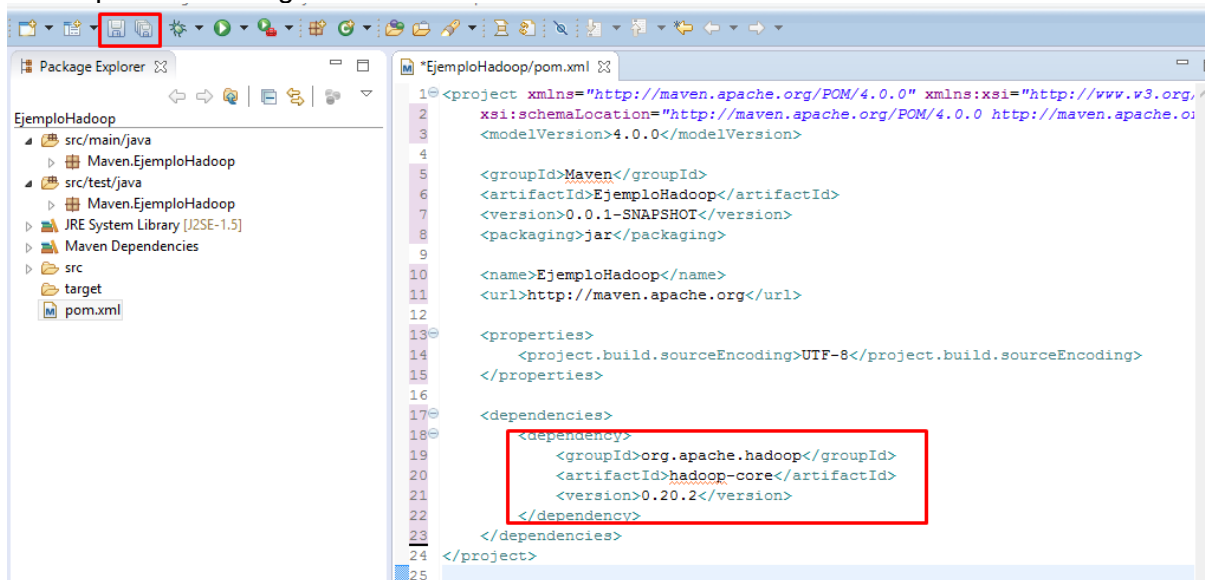 Package Explorer
EjemploHadoop
src/main/java
Maven.EjemploHadoop
src/test/java
Maven.EjemploHadoop
JRE System Library [J2SE-1.5]
Maven Dependencies
src
target
pom.xml
*EjemploHadoop/pom.xml
1 <project xmlns="http://maven.apache.org/POM/4.0.0" xmlns:xsi="http://www.w3.org/
2 xsi:schemaLocation="http://maven.apache.org/POM/4.0.0 http://maven.apache.or
3 <modelVersion>4.0.0</modelVersion>
4
5 <groupId>Maven</groupId>
6 <artifactId>EjemploHadoop</artifactId>
7 <version>0.0.1-SNAPSHOT</version>
8 <packaging>jar</packaging>
9
10 <name>EjemploHadoop</name>
11 <url>http://maven.apache.org</url>
12
13 <properties>
14 <project.build.sourceEncoding>UTF-8</project.build.sourceEncoding>
15 </properties>
16
17 <dependencies>
18 <dependency>
19 <groupId>org.apache.hadoop</groupId>
20 <artifactId>hadoop-core</artifactId>
21 <version>0.20.2</version>
22 </dependency>
23 </dependencies>
24 </project>
25